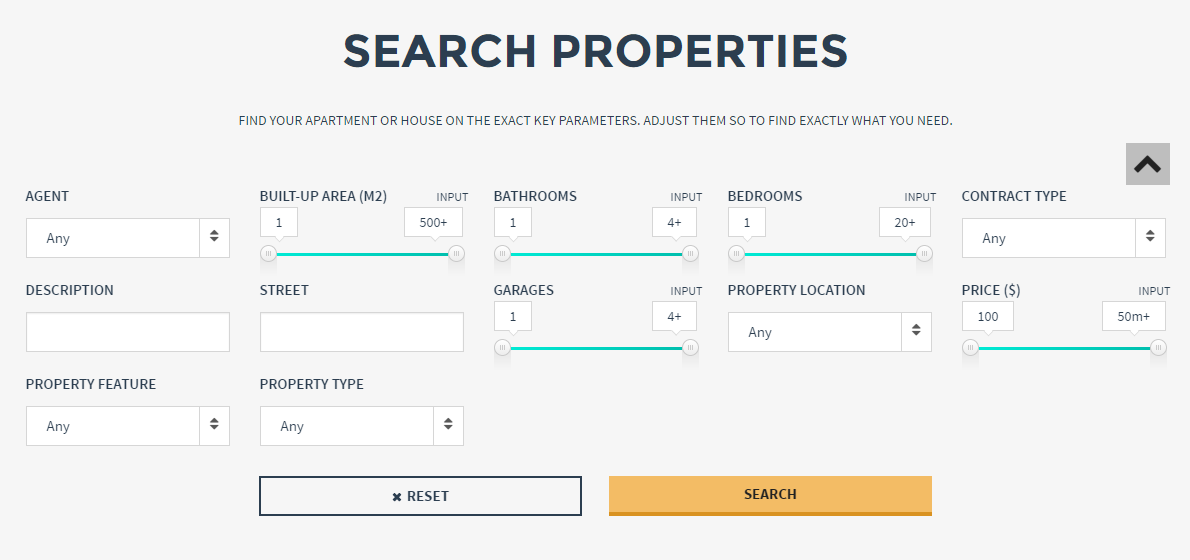 SEARCH PROPERTIES
FIND YOUR APARTMENT OR HOUSE ON THE EXACT KEY PARAMETERS. ADJUST THEM SO TO FIND EXACTLY WHAT YOU NEED.
AGENT
Any
BUILT-UP AREA (M2) INPUT
1 500+
BATHROOMS INPUT
1 4+
BEDROOMS INPUT
1 20+
CONTRACT TYPE
Any
DESCRIPTION
STREET
GARAGES INPUT
1 4+
PROPERTY LOCATION
Any
PRICE ($) INPUT
100 50m+
PROPERTY FEATURE
Any
PROPERTY TYPE
Any
✖ RESET
SEARCH